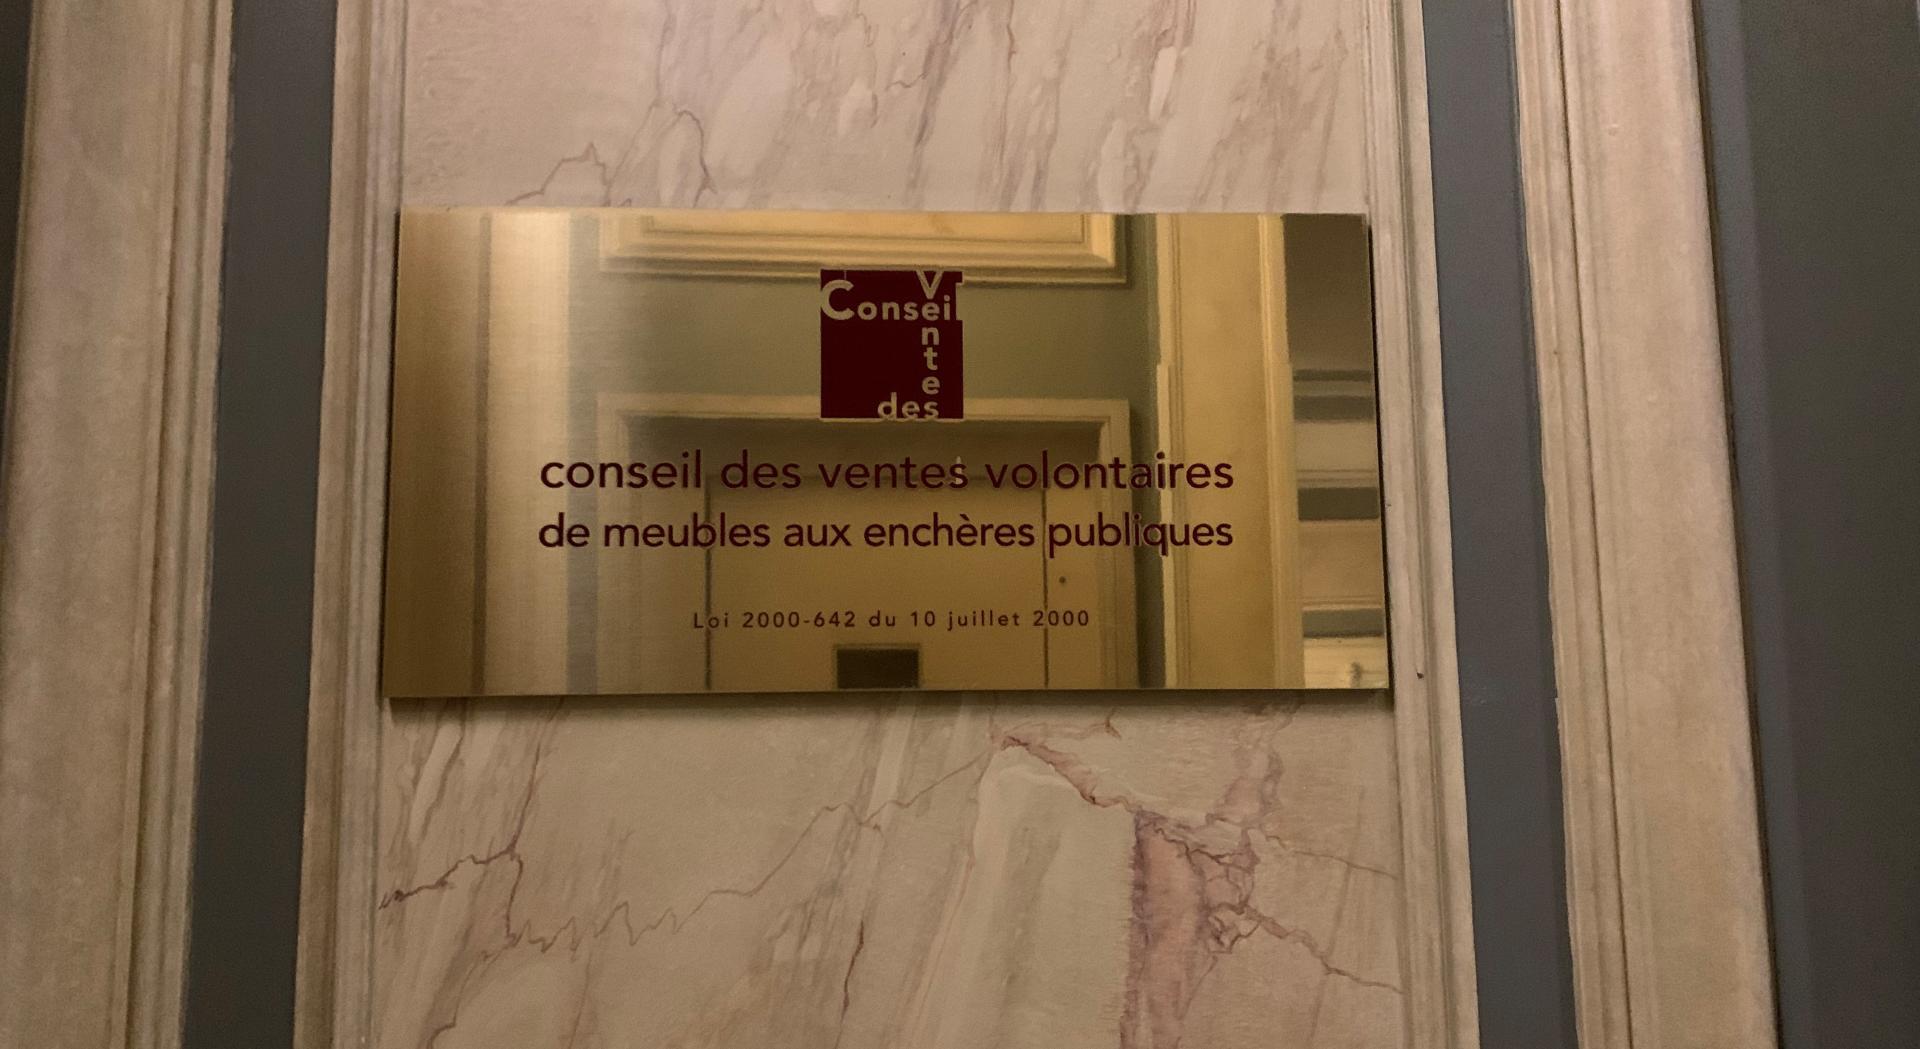 Conseil
des
Ventes
conseil des ventes volontaires
de meubles aux enchères publiques
Loi 2000-642 du 10 juillet 2000